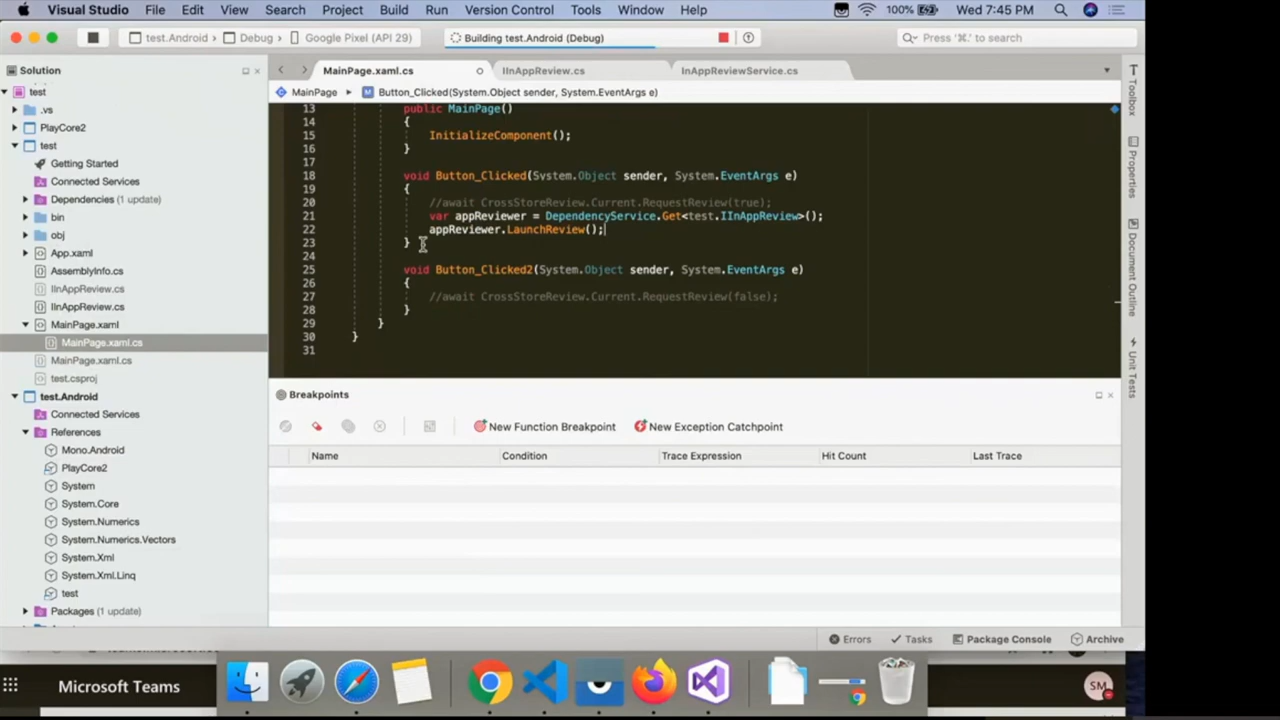 Visual Studio File Edit View Search Project Build Run Version Control Tools Window Help 100% Wed 7:45 PM
test.Android Debug Google Pixel (API 29) Building test.Android (Debug) Press '⌘.' to search
Solution
MainPage.xaml.cs IInAppReview.cs InAppReviewService.cs
MainPage Button_Clicked(System.Object sender, System.EventArgs e)
test
.vs
PlayCore2
test
Getting Started
Connected Services
Dependencies (1 update)
bin
obj
App.xaml
AssemblyInfo.cs
IInAppReview.cs
IInAppReview.cs
MainPage.xaml
MainPage.xaml.cs
MainPage.xaml.cs
test.csproj
test.Android
Connected Services
References
Mono.Android
PlayCore2
System
System.Core
System.Numerics
System.Numerics.Vectors
System.Xml
System.Xml.Linq
test
Packages (1 update)
13 public MainPage()
14 {
15 InitializeComponent();
16 }
17
18 void Button_Clicked(System.Object sender, System.EventArgs e)
19 {
20 //await CrossStoreReview.Current.RequestReview(true);
21 var appReviewer = DependencyService.Get<test.IInAppReview>();
22 appReviewer.LaunchReview();
23 }
24
25 void Button_Clicked2(System.Object sender, System.EventArgs e)
26 {
27 //await CrossStoreReview.Current.RequestReview(false);
28 }
29 }
30 }
31
Breakpoints
New Function Breakpoint New Exception Catchpoint
Name Condition Trace Expression Hit Count Last Trace
Toolbox
Properties
Document Outline
Unit Tests
Errors Tasks Package Console Archive
Microsoft Teams
SM